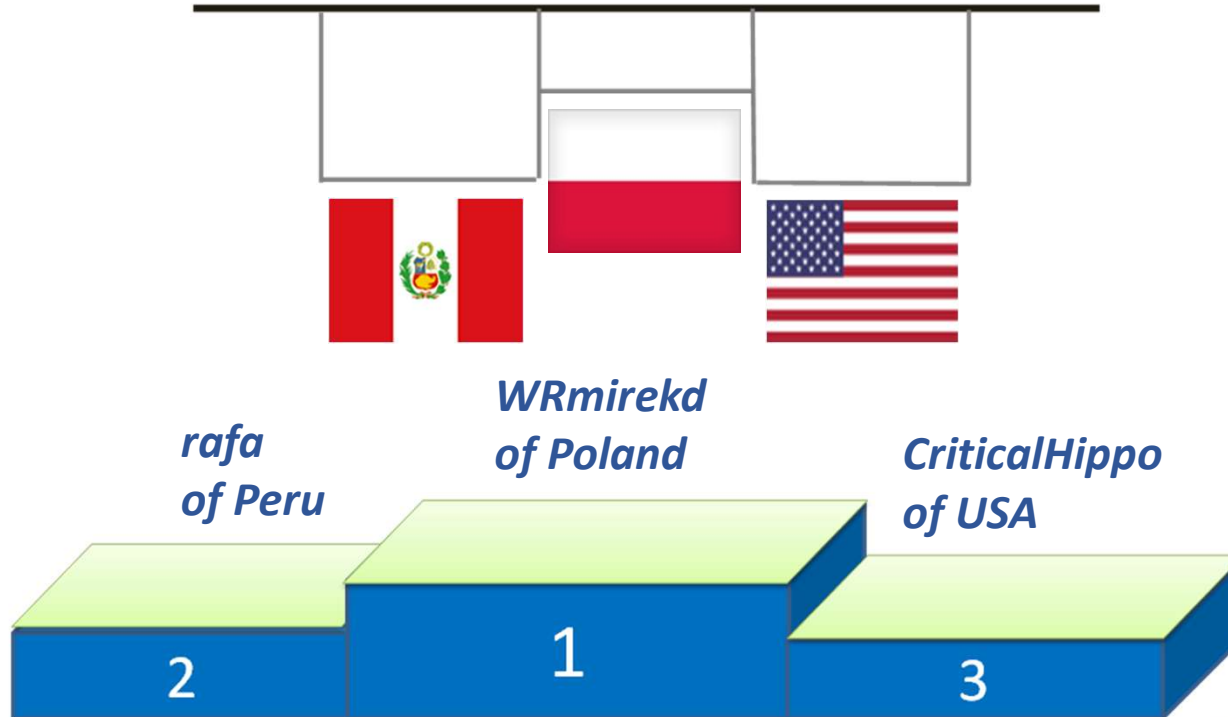 WRmirekd
of Poland
rafa
of Peru
CriticalHippo
of USA
2
1
3